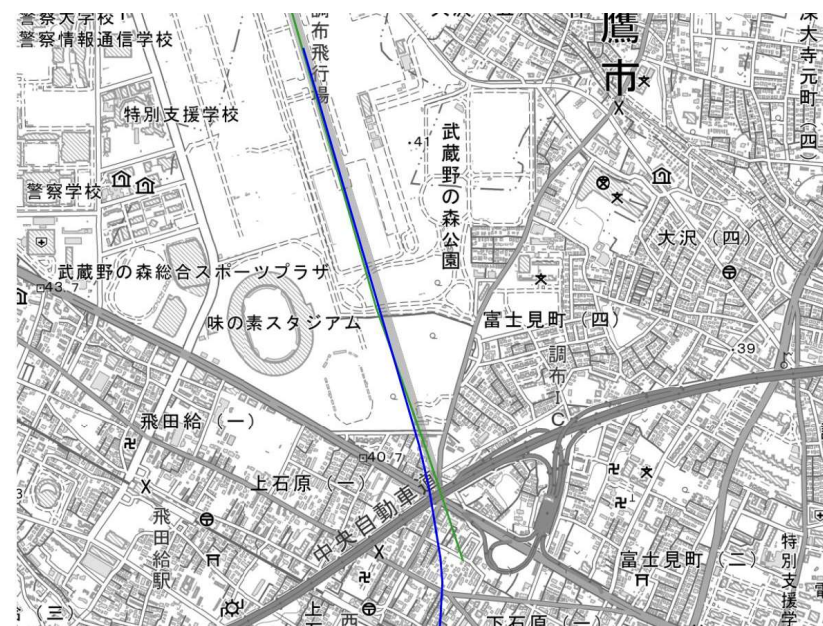 警察大学校
警察情報通信学校
調布飛行場
鷹市
深大寺元町(四)
特別支援学校
41
武蔵野の森公園
警察学校
大沢(四)
武蔵野の森総合スポーツプラザ
43.7
味の素スタジアム
富士見町(四)
39
調布IC
飛田給(一)
40.7
上石原(一)
中央自動車道
飛田給駅
富士見町(二)
特別支援学
下石原(一)
(三)
上
西